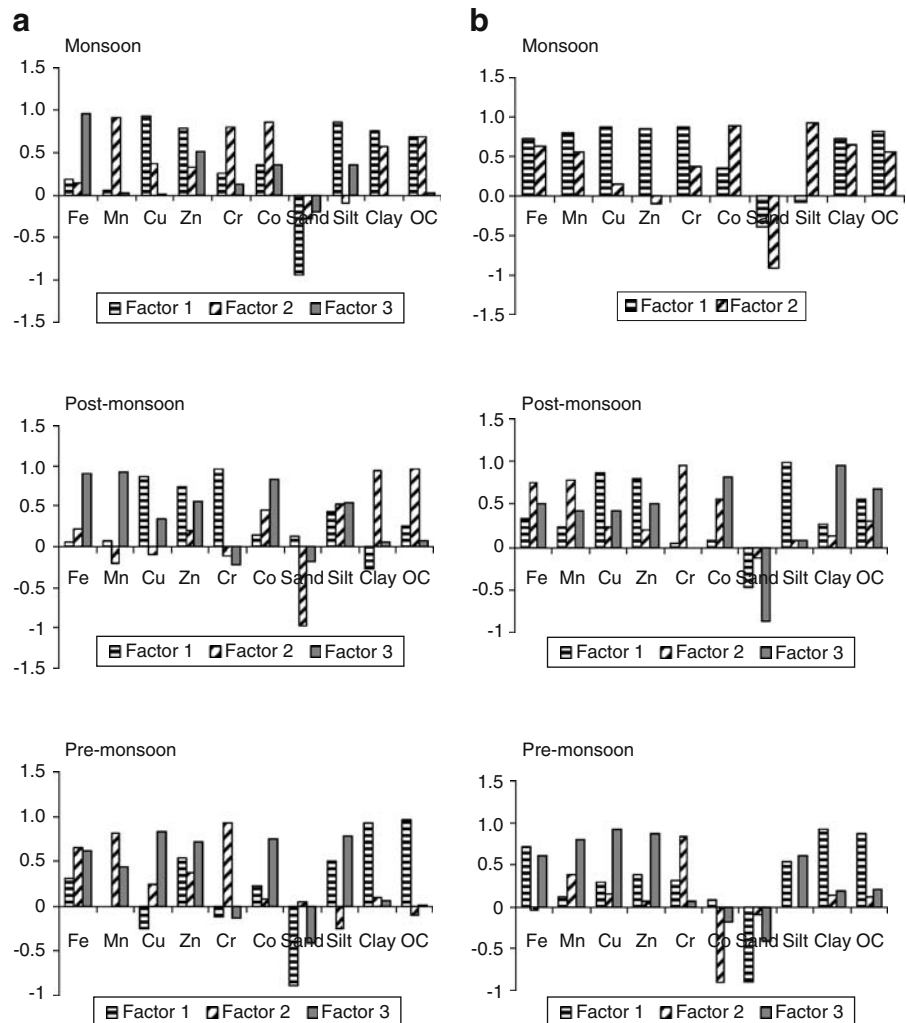 a
Monsoon
1.5
1.0
0.5
0
-0.5
-1
-1.5
Fe Mn Cu Zn Cr Co Sand Silt Clay OC
Factor 1 Factor 2 Factor 3
b
Monsoon
1.5
1.0
0.5
0
-0.5
-1.0
-1.5
Fe Mn Cu Zn Cr Co Sand Silt Clay OC
Factor 1 Factor 2
Post-monsoon
1.5
1.0
0.5
0
-0.5
-1
-1.5
Fe Mn Cu Zn Cr Co Sand Silt Clay OC
Factor 1 Factor 2 Factor 3
Post-monsoon
1.5
1.0
0.5
0
-0.5
-1
Fe Mn Cu Zn Cr Co Sand Silt Clay OC
Factor 1 Factor 2 Factor 3
Pre-monsoon
1.5
1.0
0.5
0
-0.5
-1
Fe Mn Cu Zn Cr Co Sand Silt Clay OC
Factor 1 Factor 2 Factor 3
Pre-monsoon
1.5
1.0
0.5
0
-0.5
-1
Fe Mn Cu Zn Cr Co Sand Silt Clay OC
Factor 1 Factor 2 Factor 3